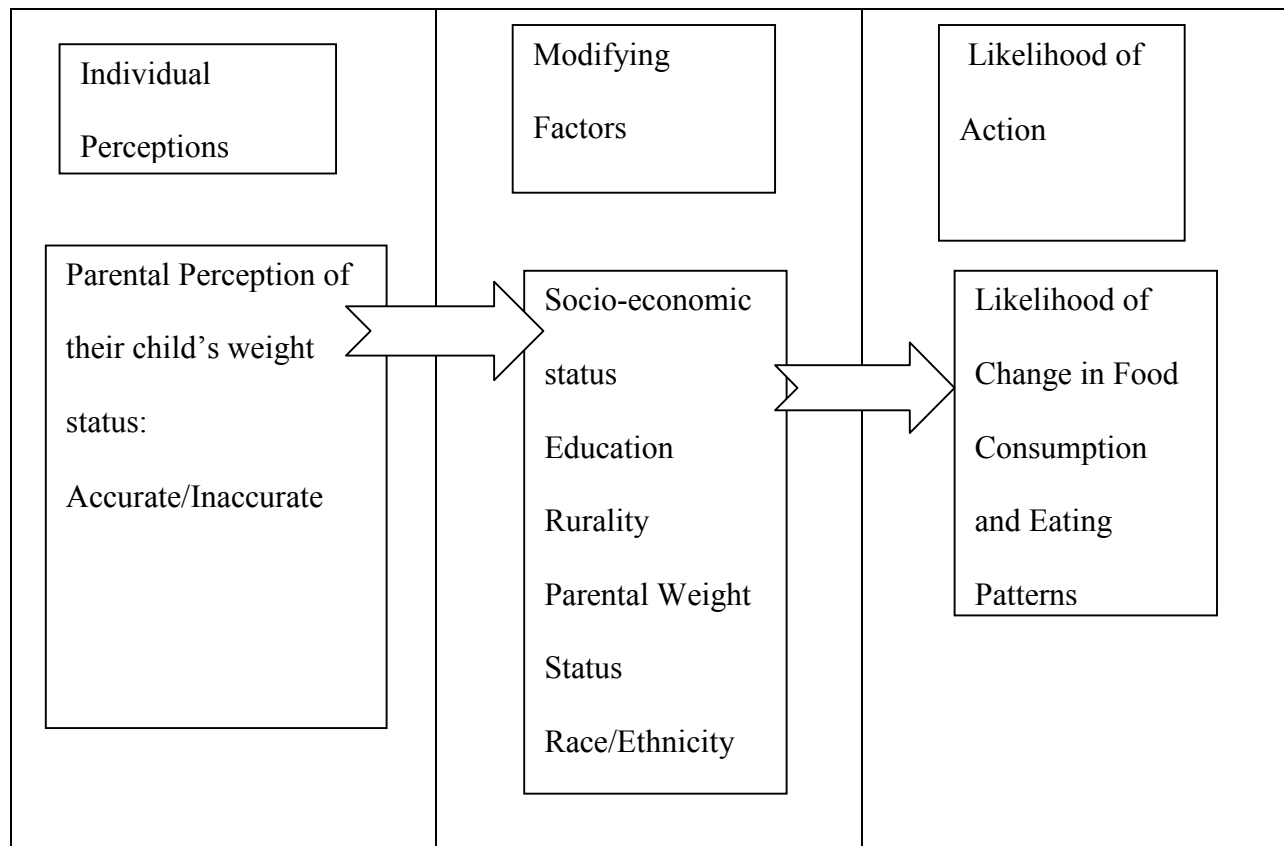 Individual
Perceptions
Modifying
Factors
Likelihood of
Action
Parental Perception of
their child’s weight
status:
Accurate/Inaccurate
Socio-economic
status
Education
Rurality
Parental Weight
Status
Race/Ethnicity
Likelihood of
Change in Food
Consumption
and Eating
Patterns